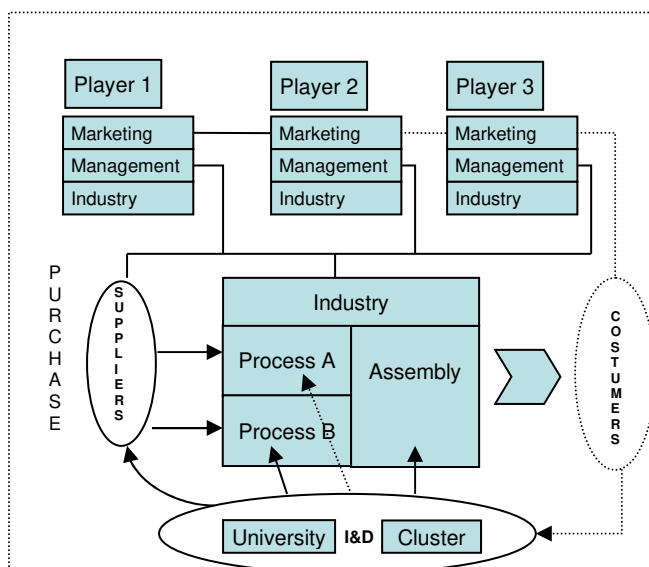 Player 1
Player 2
Player 3
Marketing
Marketing
Marketing
Management
Management
Management
Industry
Industry
Industry
PURCHASE
SUPPLIERS
Industry
Process A
Assembly
Process B
COSTUMERS
University
I&D
Cluster